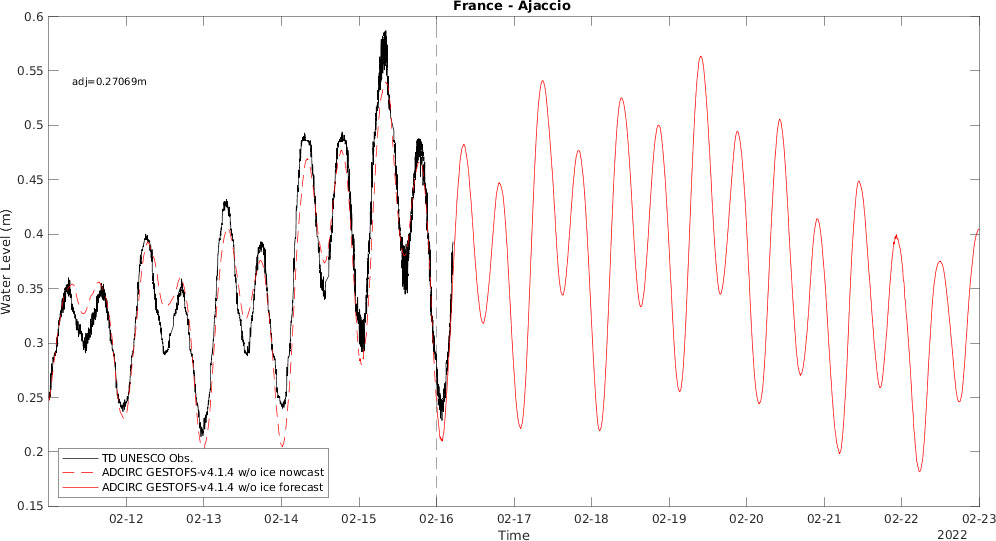 France - Ajaccio
Water Level (m)
0.6
0.55
0.5
0.45
0.4
0.35
0.3
0.25
0.2
0.15
adj=0.27069m
TD UNESCO Obs.
ADCIRC GESTOFS-v4.1.4 w/o ice nowcast
ADCIRC GESTOFS-v4.1.4 w/o ice forecast
02-12 02-13 02-14 02-15 02-16 02-17 02-18 02-19 02-20 02-21 02-22 02-23
Time
2022